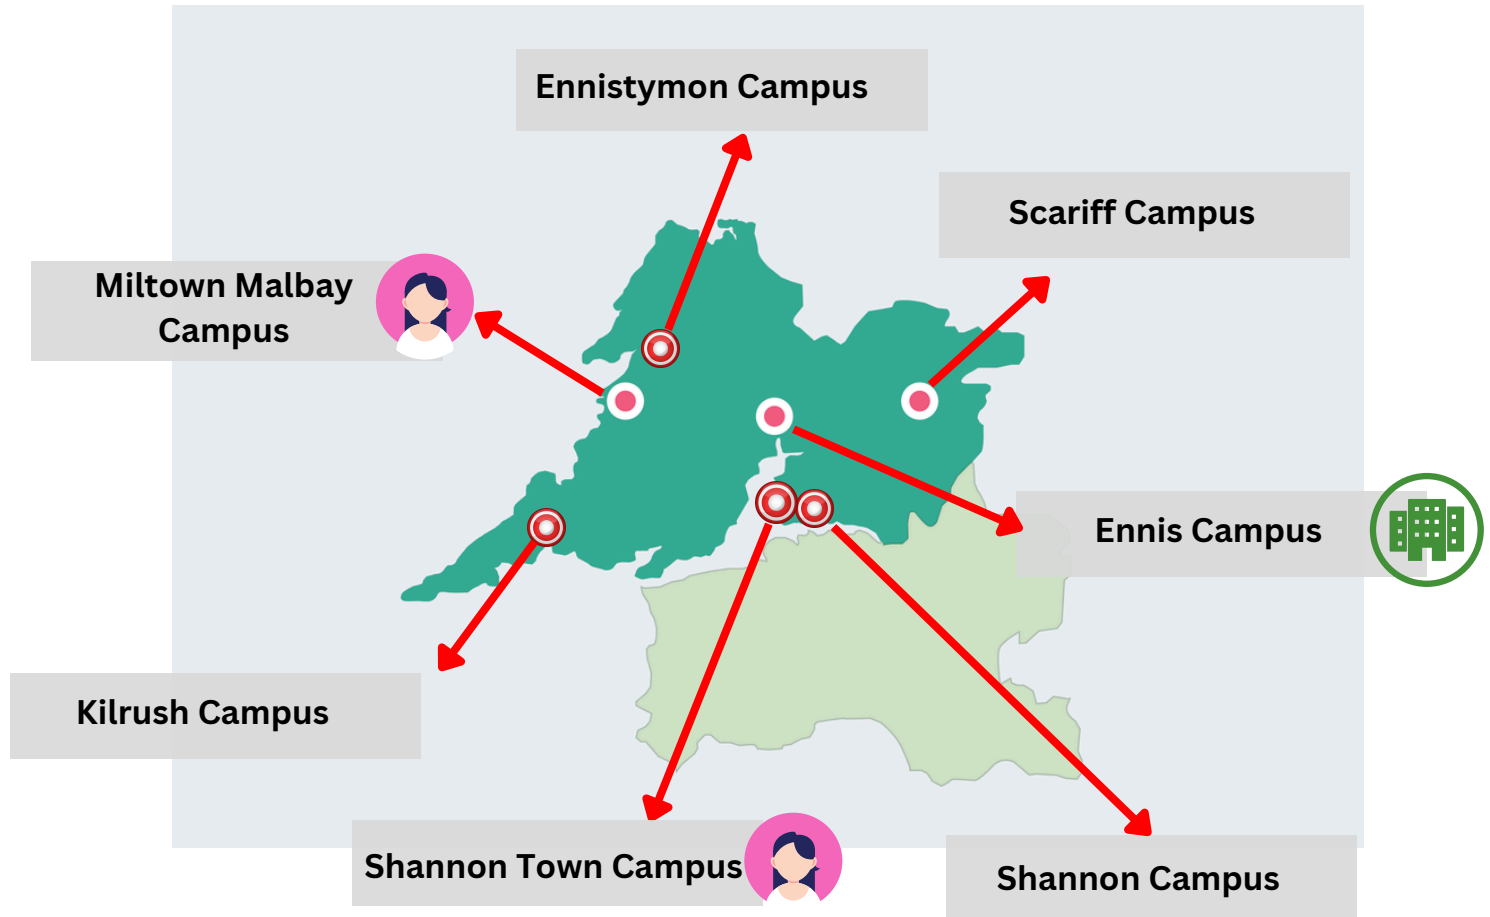 Ennistymon Campus
Scariff Campus
Miltown Malbay
Campus
Ennis Campus
Kilrush Campus
Shannon Town Campus
Shannon Campus